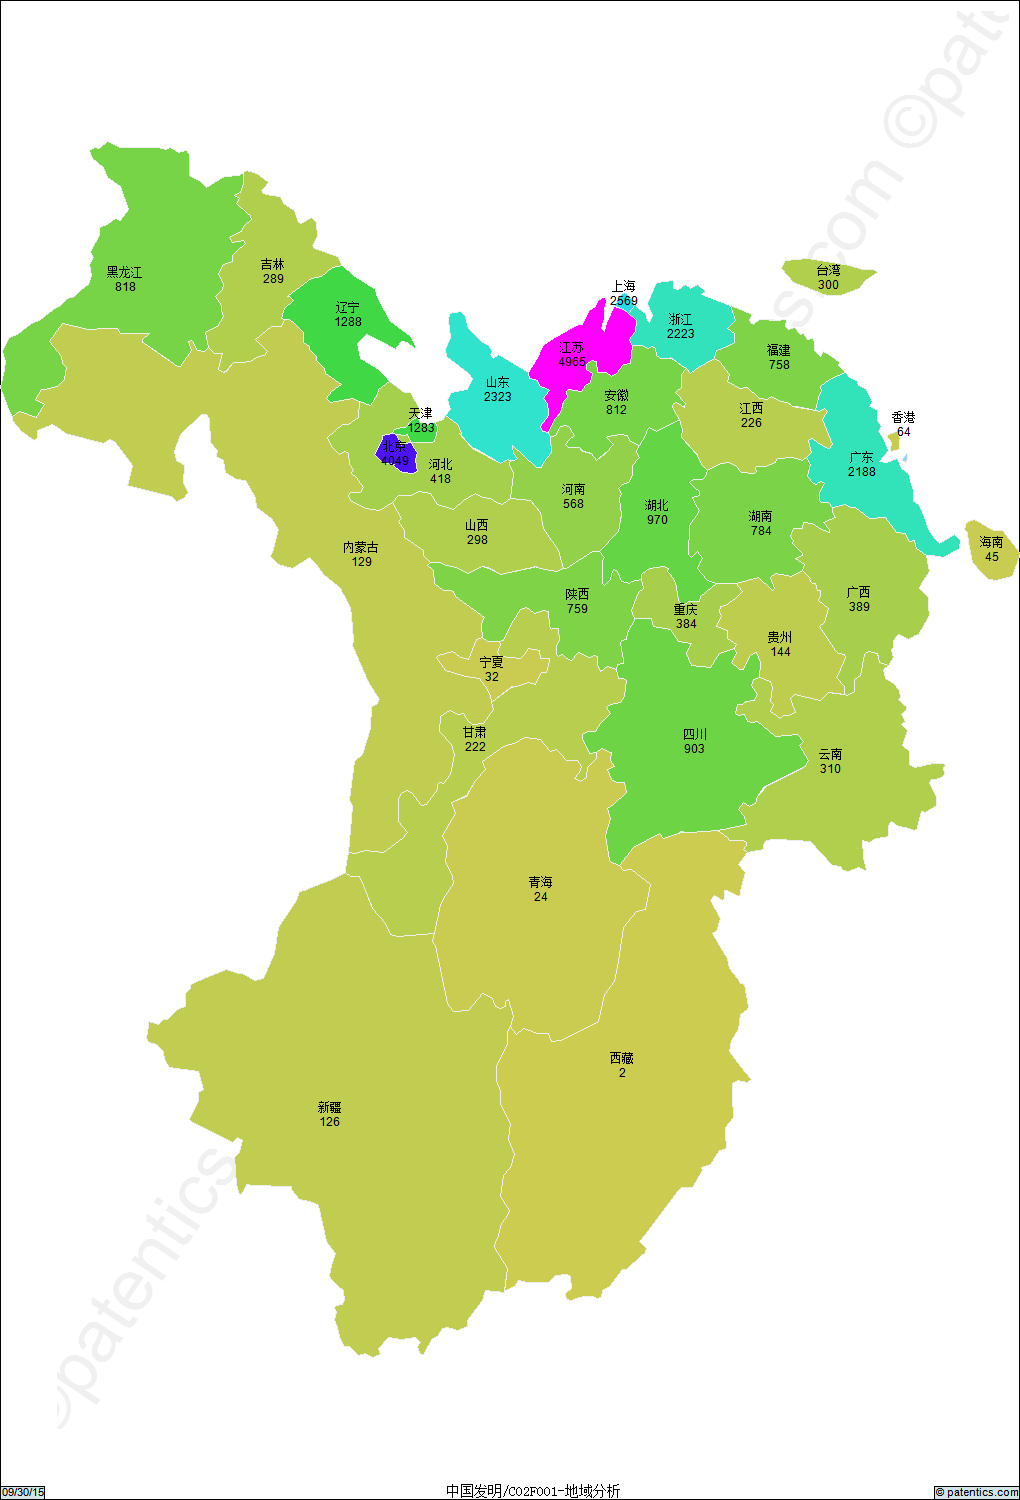 ©patentics.com ©patentics.com
台湾
300
黑龙江
818
吉林
289
上海
2569
辽宁
1288
浙江
2223
江苏
4965
福建
758
山东
2323
安徽
812
江西
226
天津
1283
香港
64
北京
4049
河北
418
广东
2188
河南
568
湖北
970
湖南
784
山西
298
海南
45
内蒙古
129
陕西
759
重庆
384
广西
389
贵州
144
宁夏
32
甘肃
222
四川
903
云南
310
青海
24
西藏
2
新疆
126
09/30/15
中国发明/C02F001-地域分析
© patentics.com